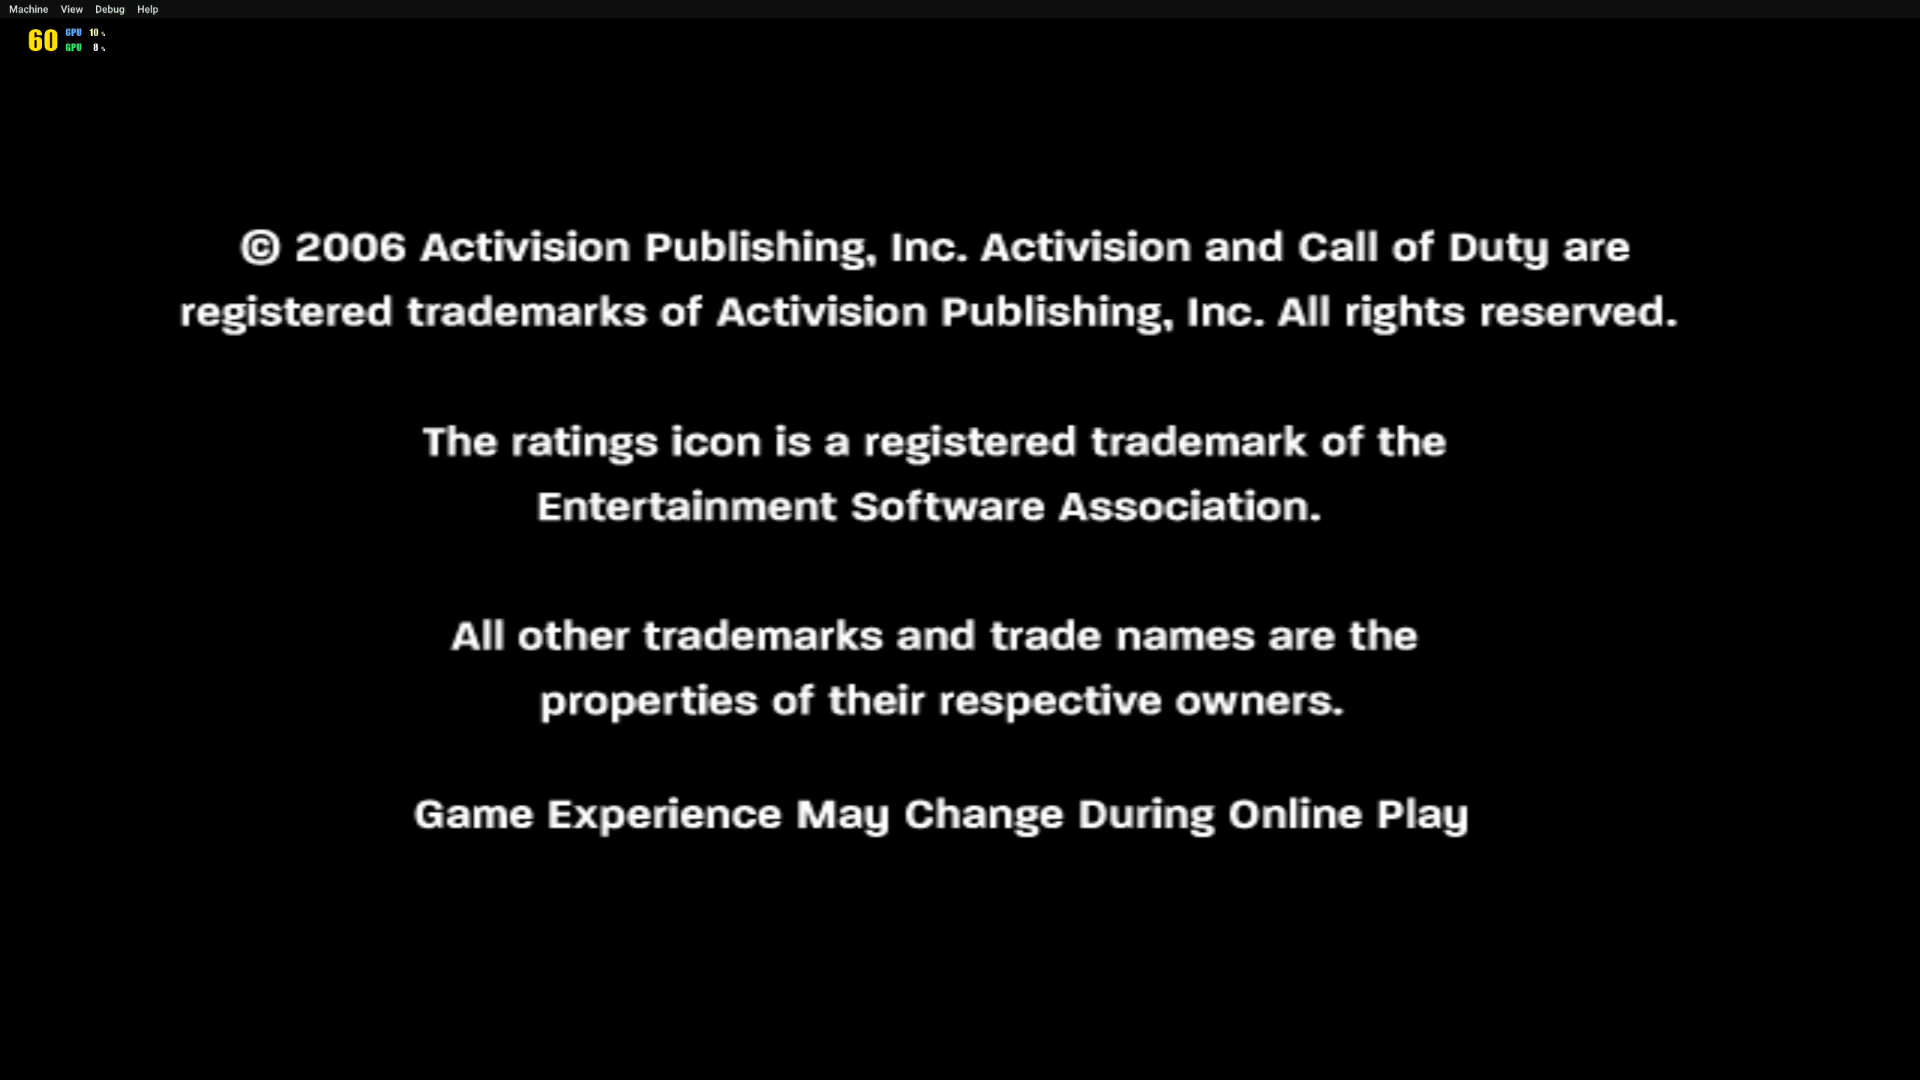 Machine View Debug Help
60 CPU 10 %
GPU 8 %
© 2006 Activision Publishing, Inc. Activision and Call of Duty are
registered trademarks of Activision Publishing, Inc. All rights reserved.
The ratings icon is a registered trademark of the
Entertainment Software Association.
All other trademarks and trade names are the
properties of their respective owners.
Game Experience May Change During Online Play